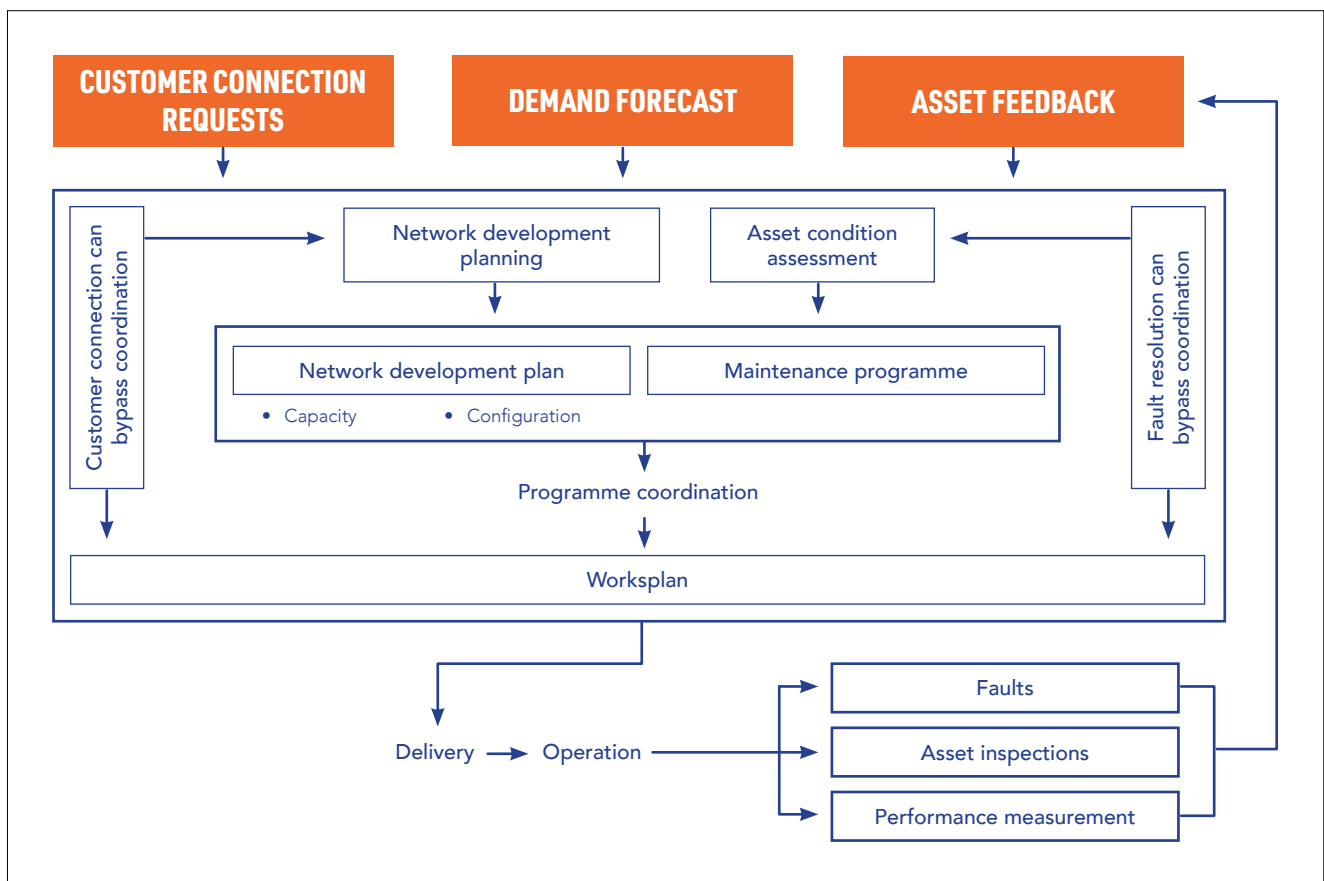 CUSTOMER CONNECTION
REQUESTS
DEMAND FORECAST
ASSET FEEDBACK
Customer connection can
bypass coordination
Network development
planning
Asset condition
assessment
Fault resolution can
bypass coordination
Network development plan
Maintenance programme
• Capacity
• Configuration
Programme coordination
Worksplan
Delivery
Operation
Faults
Asset inspections
Performance measurement